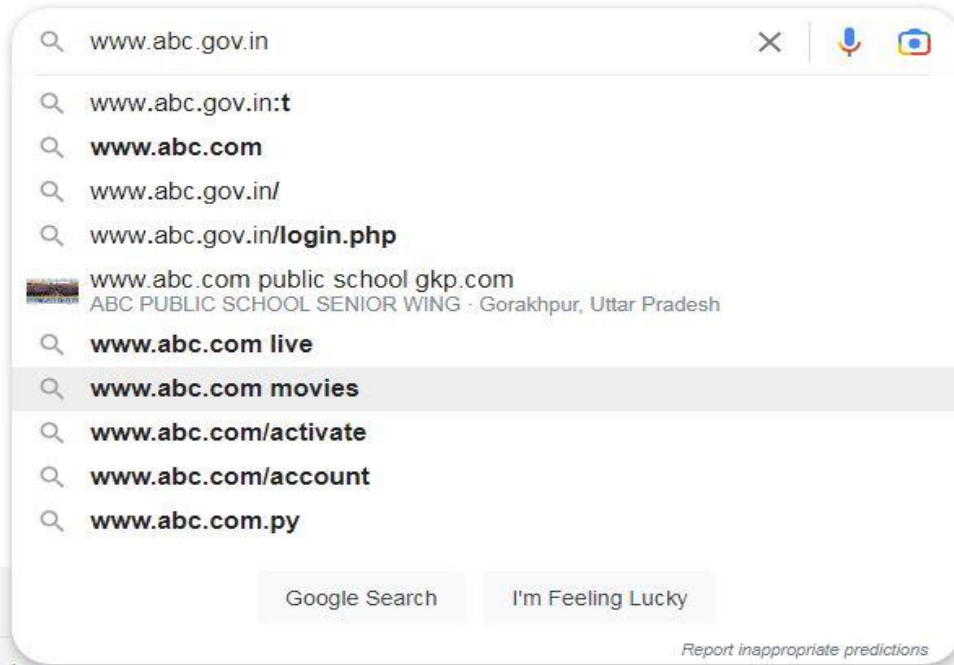 www.abc.gov.in
www.abc.gov.in:t
www.abc.com
www.abc.gov.in/
www.abc.gov.in/login.php
www.abc.com public school gkp.com
ABC PUBLIC SCHOOL SENIOR WING · Gorakhpur, Uttar Pradesh
www.abc.com live
www.abc.com movies
www.abc.com/activate
www.abc.com/account
www.abc.com.py
Google Search I'm Feeling Lucky
Report inappropriate predictions